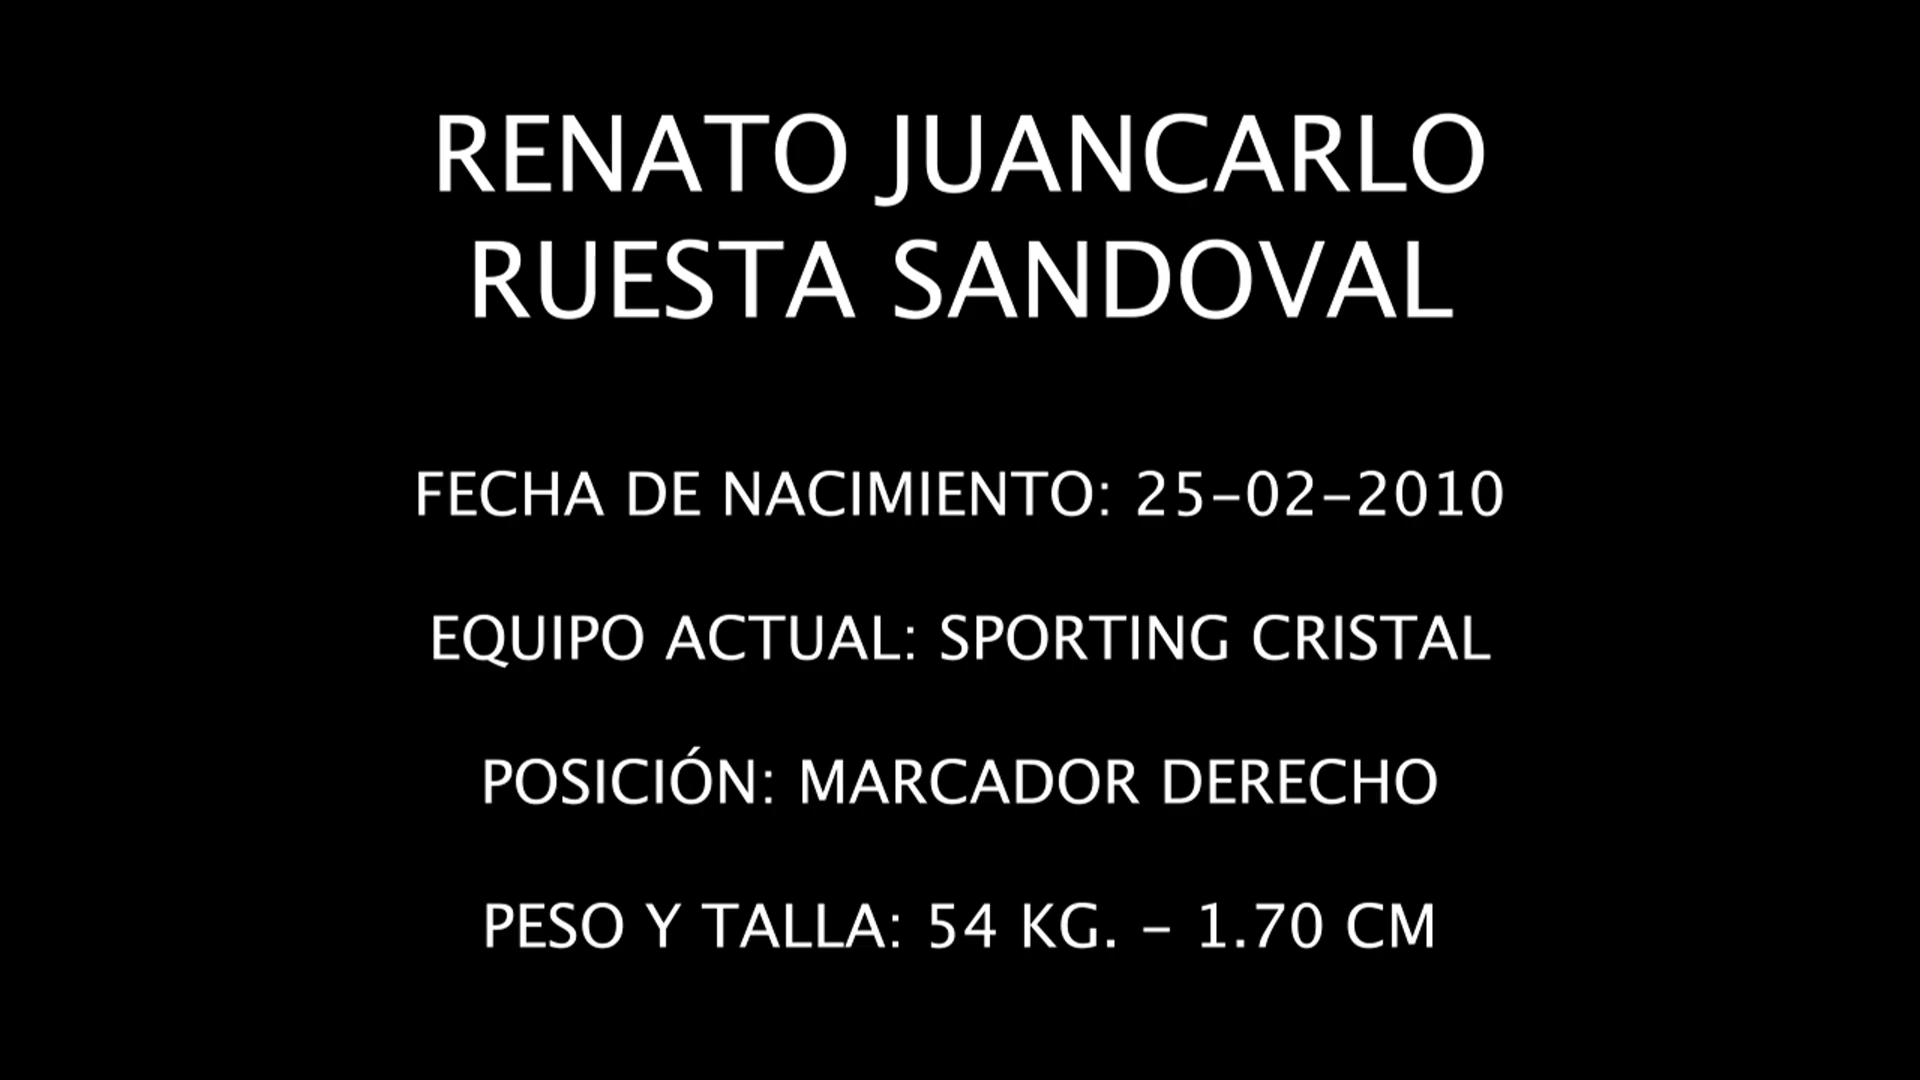 RENATO JUANCARLO
RUESTA SANDOVAL
FECHA DE NACIMIENTO: 25-02-2010
EQUIPO ACTUAL: SPORTING CRISTAL
POSICIÓN: MARCADOR DERECHO
PESO Y TALLA: 54 KG. - 1.70 CM